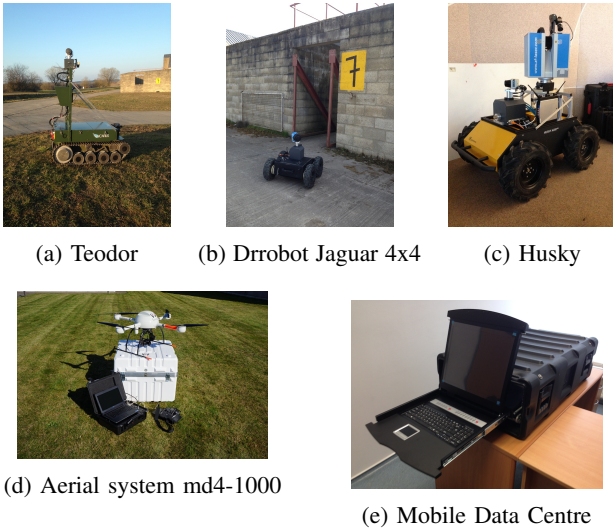 7
(a) Teodor
(b) Drrobot Jaguar 4x4
(c) Husky
(d) Aerial system md4-1000
(e) Mobile Data Centre